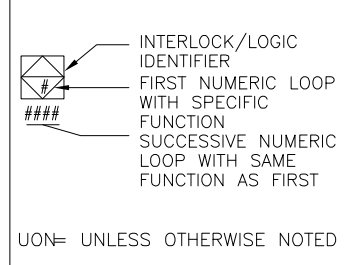 INTERLOCK/LOGIC
IDENTIFIER
#
FIRST NUMERIC LOOP
WITH SPECIFIC
FUNCTION
####
SUCCESSIVE NUMERIC
LOOP WITH SAME
FUNCTION AS FIRST
UON= UNLESS OTHERWISE NOTED